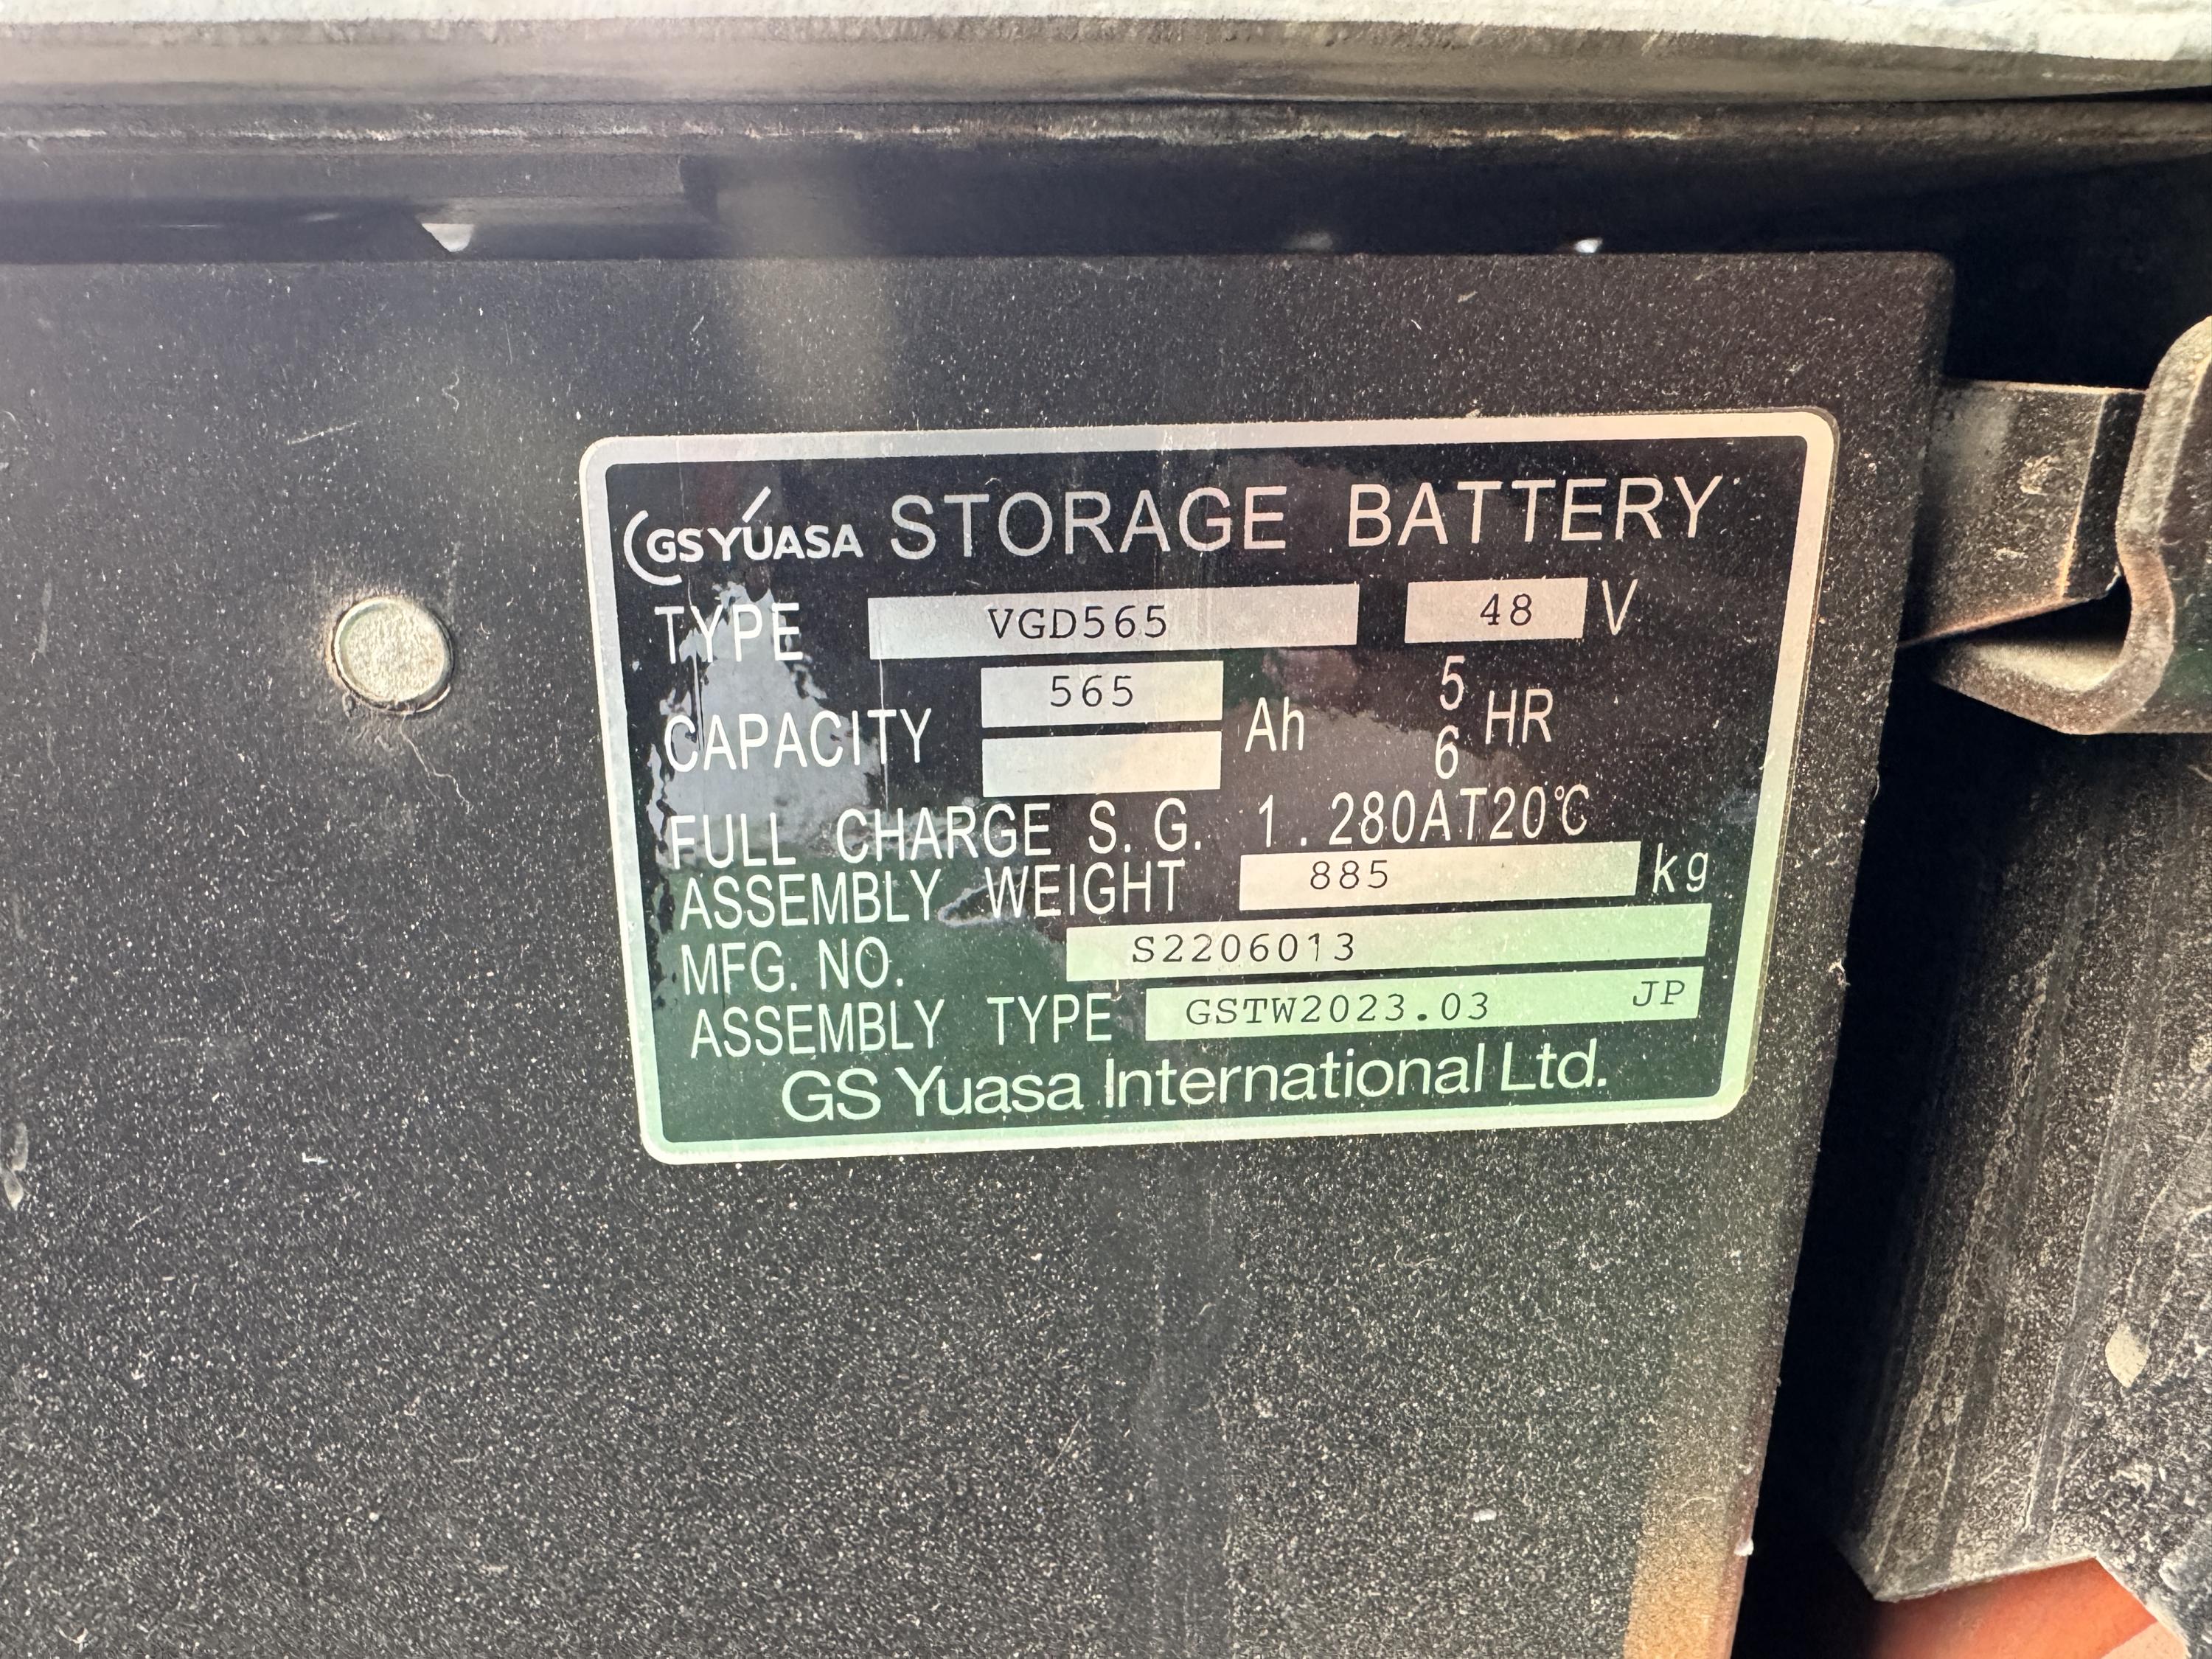 GS YUASA STORAGE BATTERY
TYPE VGD565 48 V
CAPACITY 565 Ah 5 HR
6
FULL CHARGE S.G. 1.280AT20℃
ASSEMBLY WEIGHT 885 kg
MFG. NO. S2206013
ASSEMBLY TYPE GSTW2023.03 JP
GS Yuasa International Ltd.